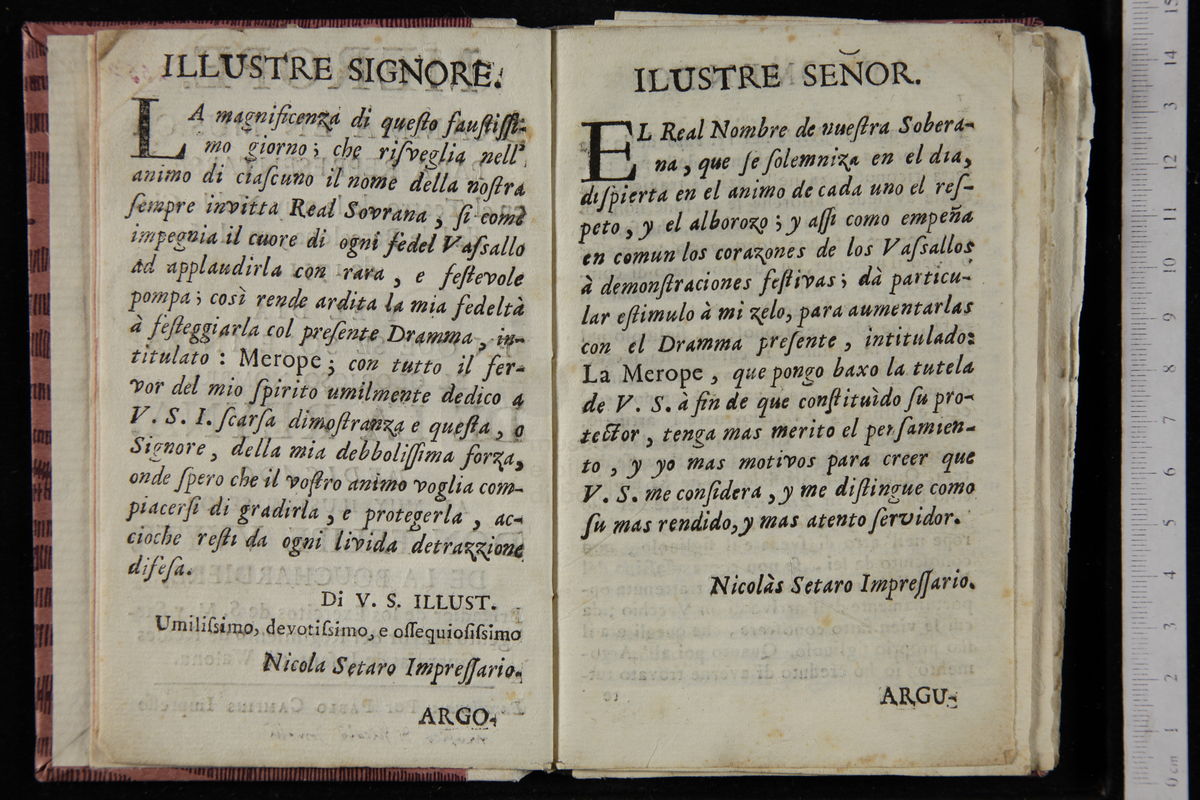 ILLUSTRE SIGNORE.
LA magnificenza di questo faustissi-
mo giorno; che risveglia nell'
animo di ciascuno il nome della nostra
sempre invitta Real Sovrana, si come
impegnia il cuore di ogni fedel Vassallo
ad applaudirla con rara, e festevole
pompa; così rende ardita la mia fedeltà
à festeggiarla col presente Dramma, in-
titulato: Merope; con tutto il fer-
vor del mio spirito umilmente dedico a
V. S. I. scarsa dimostranza e questa, o
Signore, della mia debbolissima forza,
onde spero che il vostro animo voglia com-
piacersi di gradirla, e protegerla, ac-
cioche resti da ogni livida detrazzione
difesa.
Di V. S. ILLUST.
Umilissimo, devotissimo, e ossequiosissimo
Nicola Setaro Impressario.
ARGO-
ILUSTRE SEÑOR.
EL Real Nombre de nuestra Sobera-
na, que se solemniza en el dia,
dispierta en el animo de cada uno el res-
peto, y el alborozo; y assi como empeña
en comun los corazones de los Vassallos
à demonstraciones festivas; dà particu-
lar estimulo à mi zelo, para aumentarlas
con el Dramma presente, intitulado:
La Merope, que pongo baxo la tutela
de V. S. à fin de que constituìdo su pro-
tector, tenga mas merito el pensamien-
to, y yo mas motivos para creer que
V. S. me considera, y me distingue como
su mas rendido, y mas atento servidor.
Nicolàs Setaro Impressario.
ARGU-